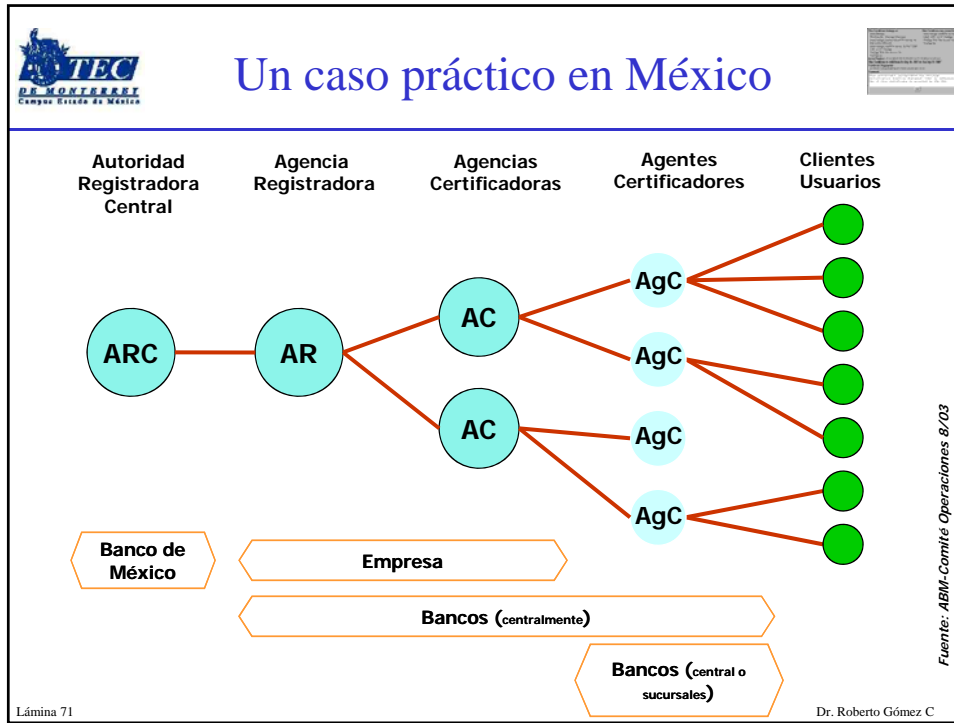 TEC
DE MONTERREY
Campus Estado de México
Un caso práctico en México
Autoridad
Registradora
Central
Agencia
Registradora
Agencias
Certificadoras
Agentes
Certificadores
Clientes
Usuarios
ARC
AR
AC
AC
AgC
AgC
AgC
AgC
Banco de
México
Empresa
Bancos (centralmente)
Bancos (central o
sucursales)
Fuente: ABM-Comité Operaciones 8/03
Lámina 71
Dr. Roberto Gómez C